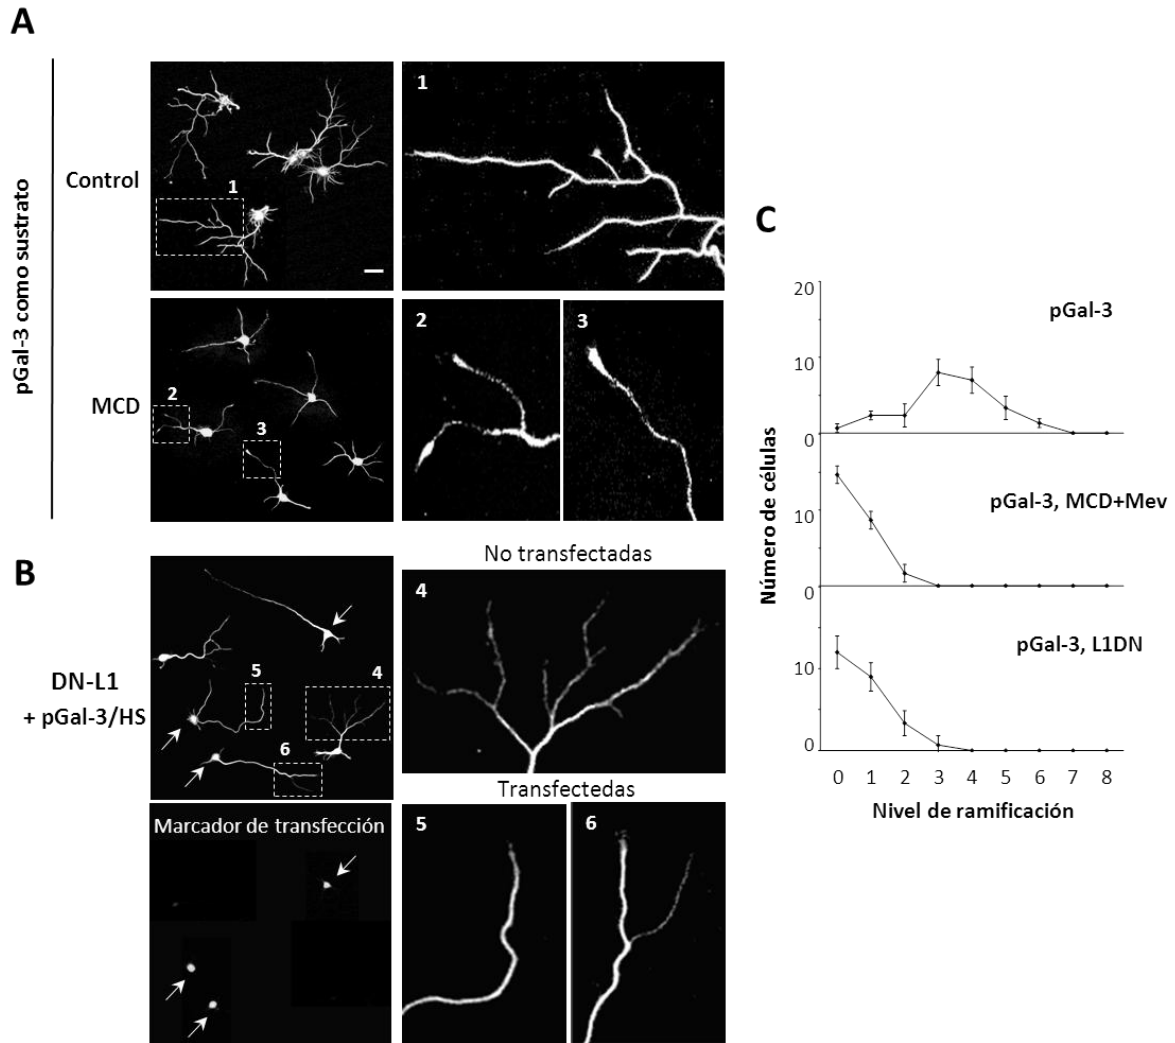 A
pGal-3 como sustrato
Control
1
1
MCD
2
3
2
3
B
DN-L1
+ pGal-3/HS
5
4
6
No transfectadas
4
Marcador de transfección
Transfectedas
5
6
C
Número de células
20
10
0
pGal-3
10
0
pGal-3, MCD+Mev
10
0
pGal-3, L1DN
0 1 2 3 4 5 6 7 8
Nivel de ramificación